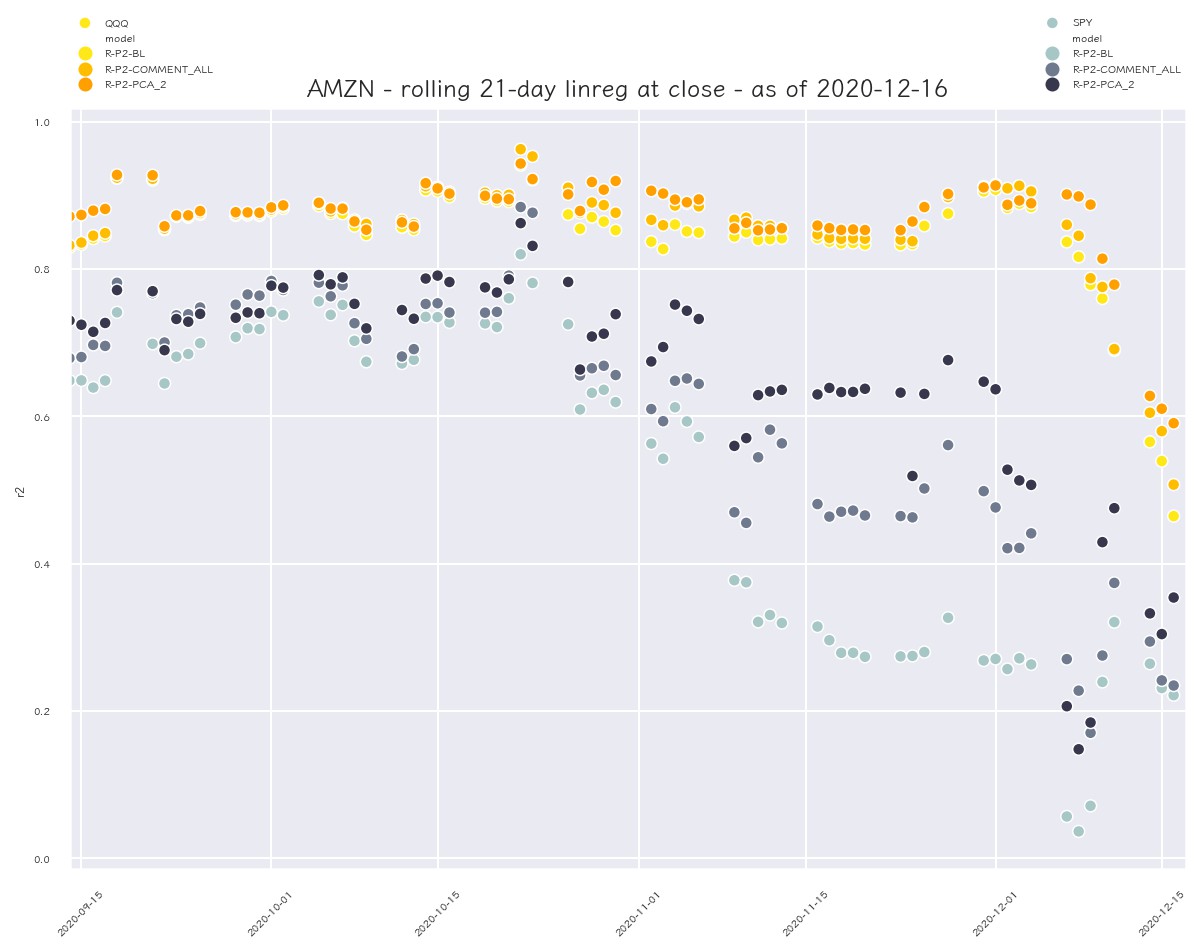 QQQ
model
R-P2-BL
R-P2-COMMENT_ALL
R-P2-PCA_2
SPY
model
R-P2-BL
R-P2-COMMENT_ALL
R-P2-PCA_2
AMZN - rolling 21-day linreg at close - as of 2020-12-16
1.0
0.8
0.6
0.4
0.2
0.0
r2
2020-09-15
2020-10-01
2020-10-15
2020-11-01
2020-11-15
2020-12-01
2020-12-15